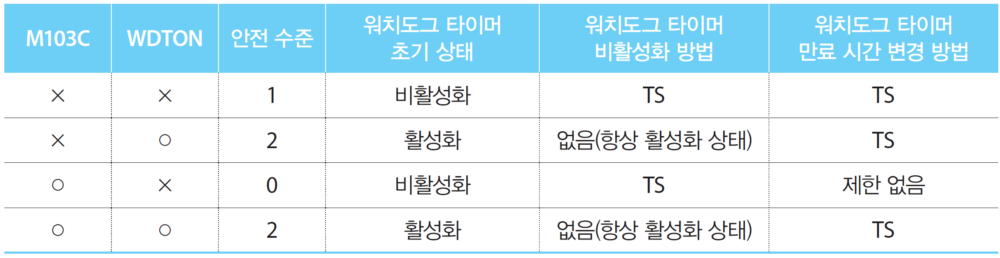 M103C WDTON 안전 수준 워치도그 타이머 초기 상태 워치도그 타이머 비활성화 방법 워치도그 타이머 만료 시간 변경 방법
× × 1 비활성화 TS TS
× ○ 2 활성화 없음(항상 활성화 상태) TS
○ × 0 비활성화 TS 제한 없음
○ ○ 2 활성화 없음(항상 활성화 상태) TS